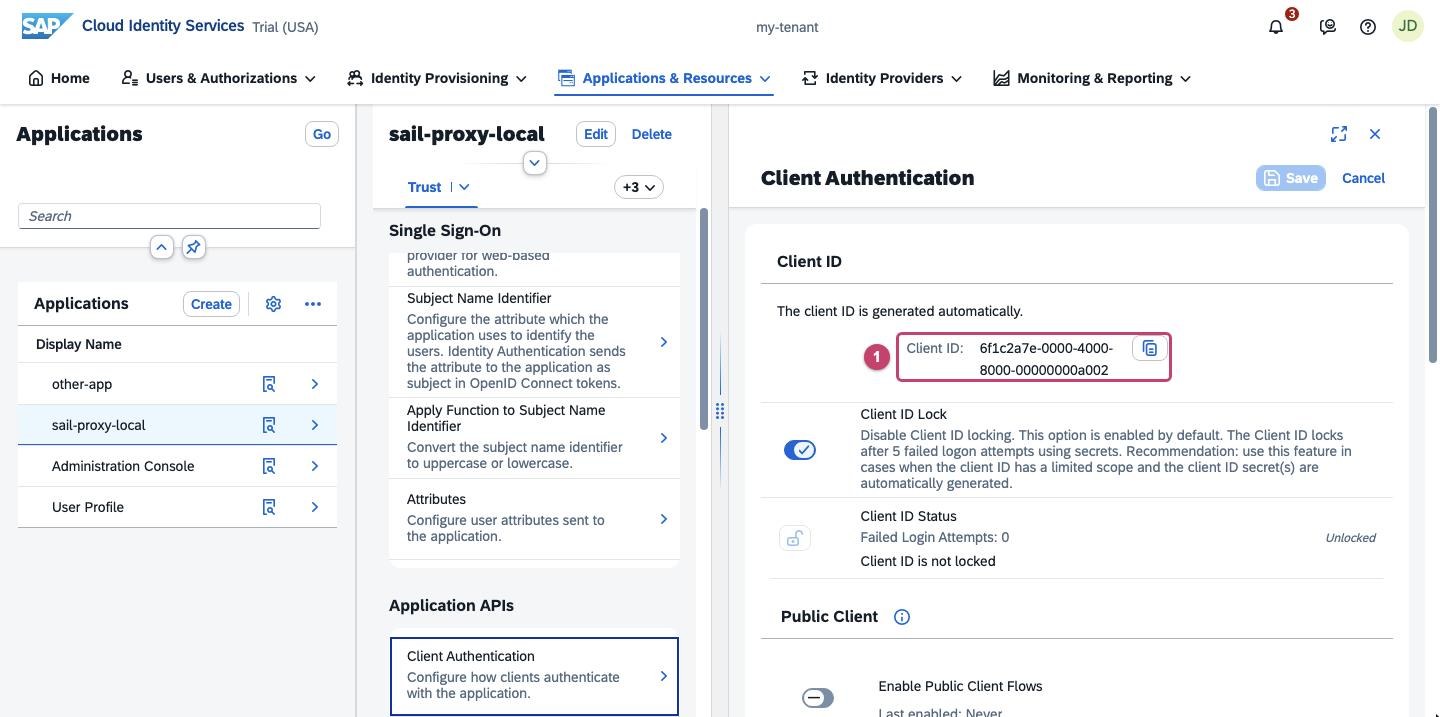 SAP Cloud Identity Services Trial (USA)
my-tenant
3
JD
Home
Users & Authorizations
Identity Provisioning
Applications & Resources
Identity Providers
Monitoring & Reporting
Applications
Go
Search
Applications
Create
Display Name
other-app
sail-proxy-local
Administration Console
User Profile
sail-proxy-local
Edit
Delete
Trust
+3
Single Sign-On
provider for web-based
authentication.
Subject Name Identifier
Configure the attribute which the
application uses to identify the
users. Identity Authentication sends
the attribute to the application as
subject in OpenID Connect tokens.
Apply Function to Subject Name
Identifier
Convert the subject name identifier
to uppercase or lowercase.
Attributes
Configure user attributes sent to
the application.
Application APIs
Client Authentication
Configure how clients authenticate
with the application.
Client Authentication
Save
Cancel
Client ID
The client ID is generated automatically.
1
Client ID: 6f1c2a7e-0000-4000-
8000-00000000a002
Client ID Lock
Disable Client ID locking. This option is enabled by default. The Client ID locks
after 5 failed logon attempts using secrets. Recommendation: use this feature in
cases when the client ID has a limited scope and the client ID secret(s) are
automatically generated.
Client ID Status
Failed Login Attempts: 0
Unlocked
Client ID is not locked
Public Client
Enable Public Client Flows
Last enabled: Never